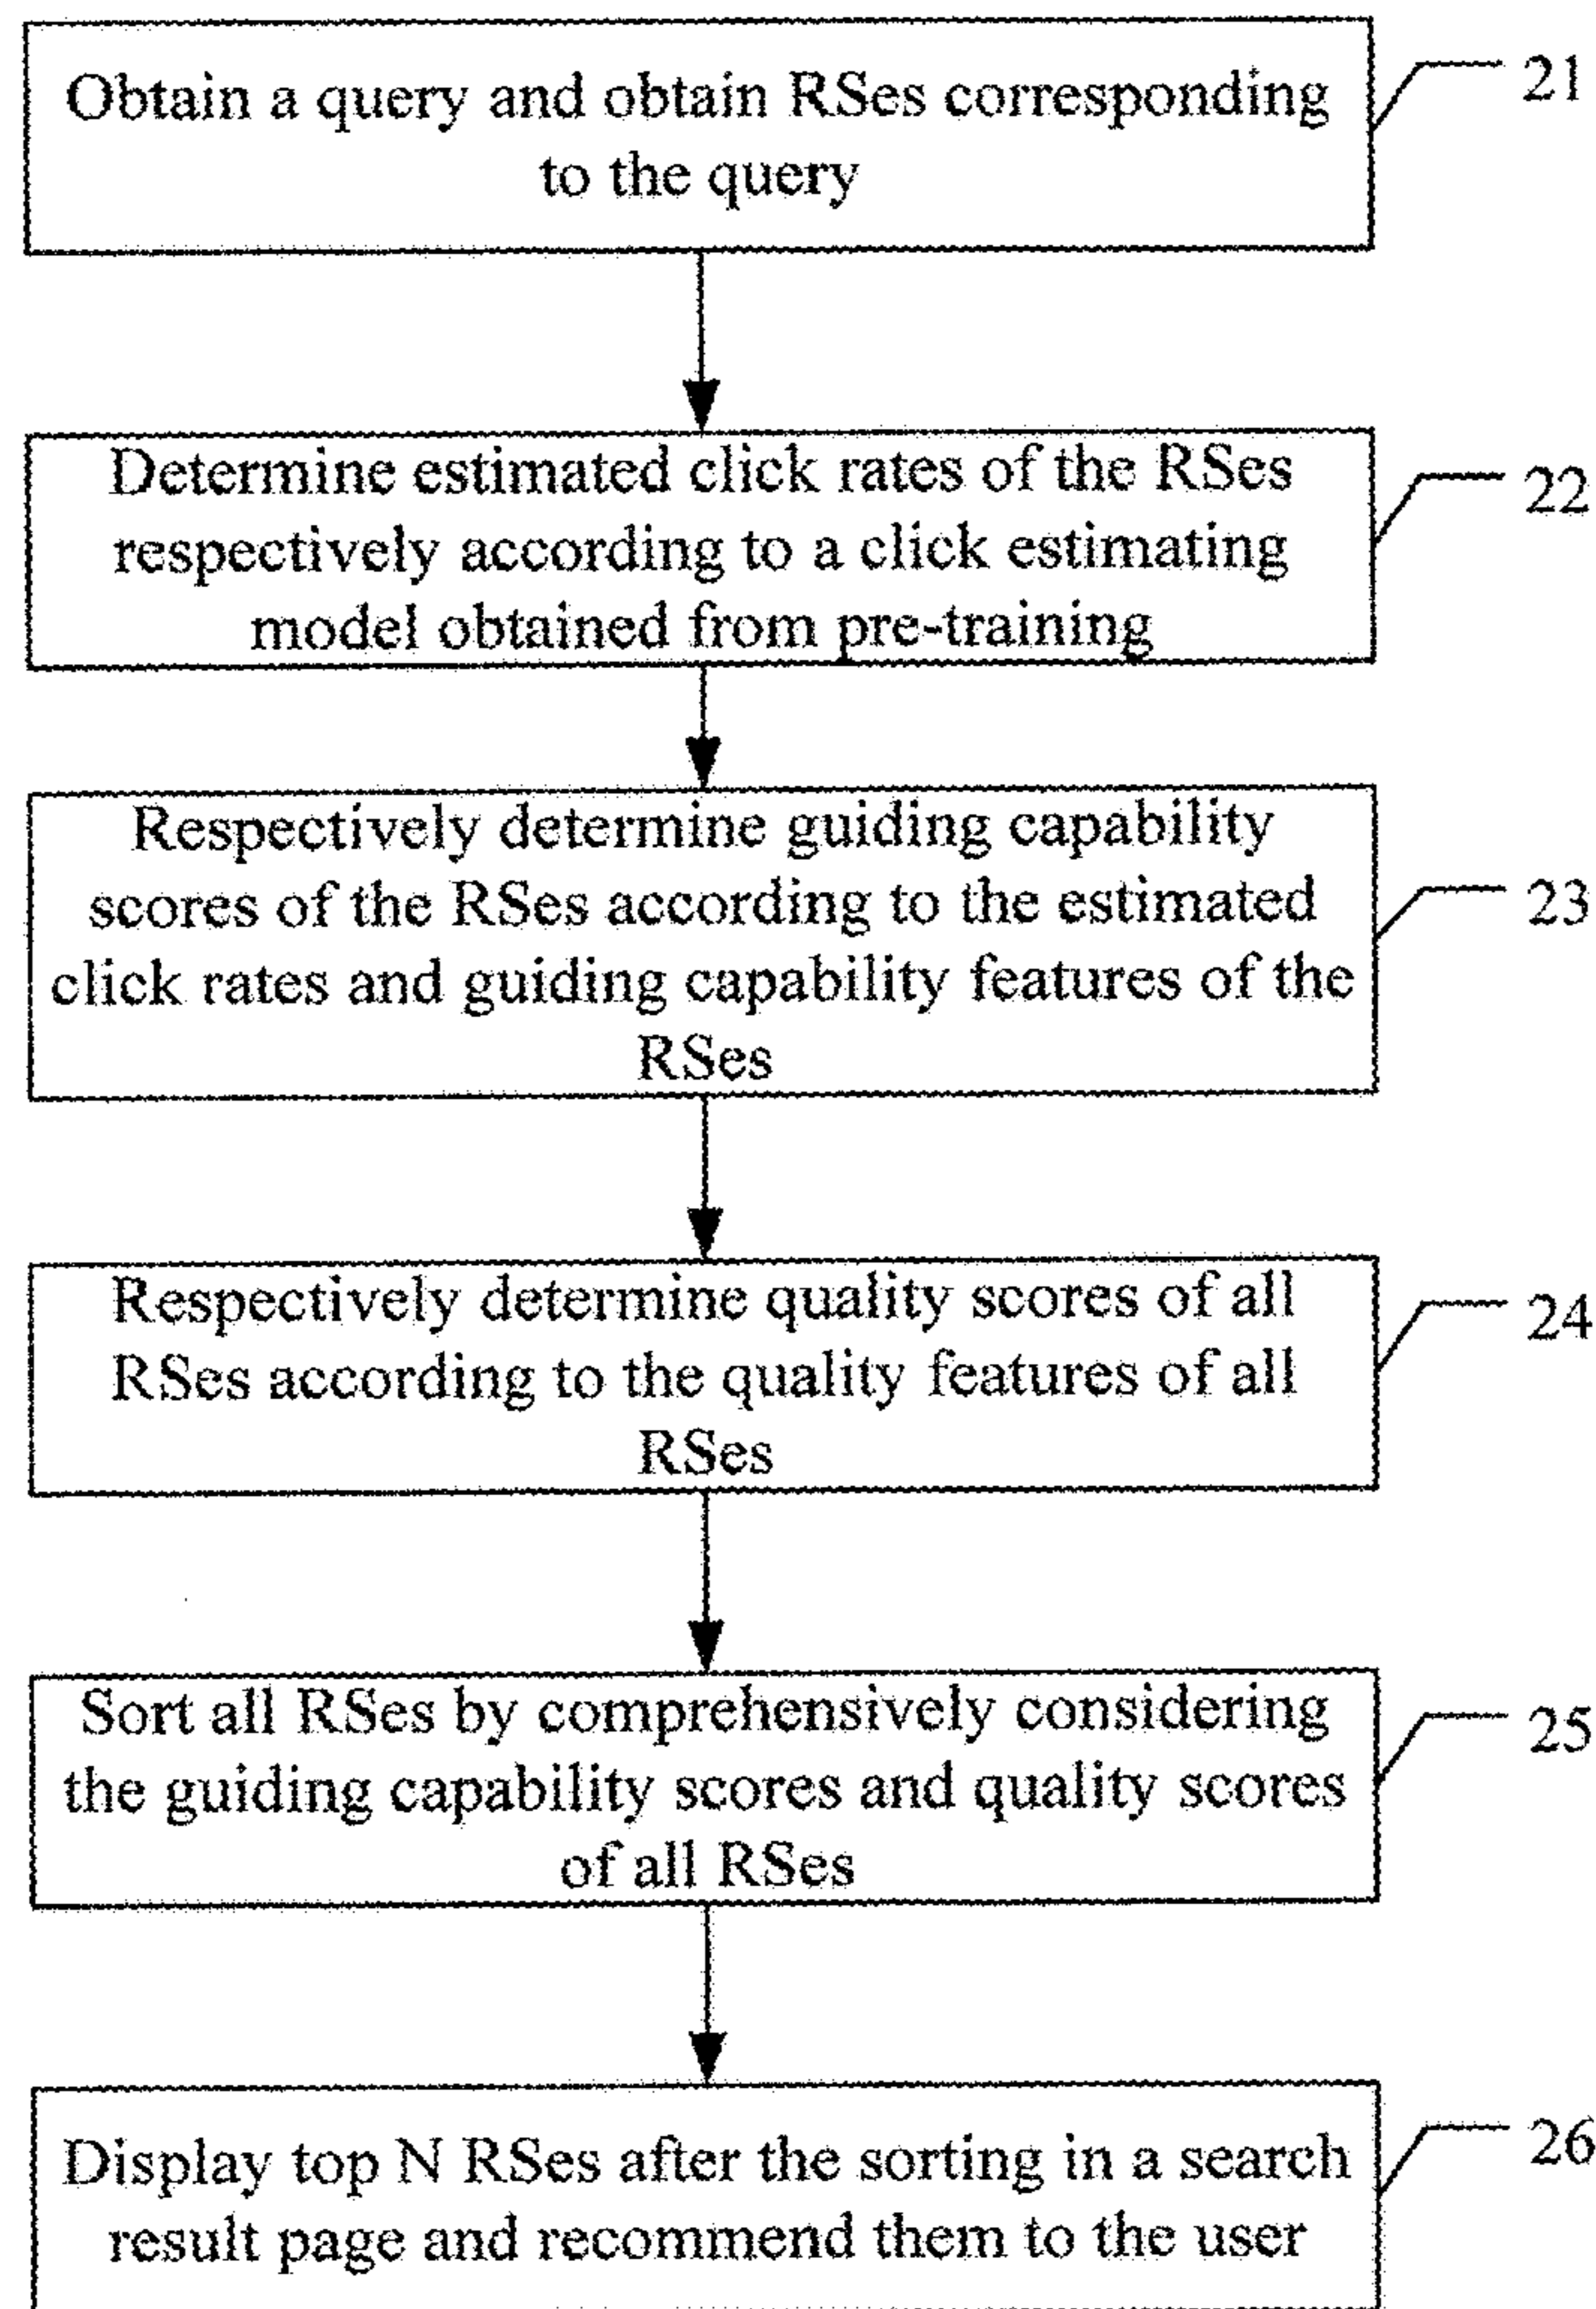 Obtain a query and obtain RSes corresponding
to the query
21
Determine estimated click rates of the RSes
respectively according to a click estimating
model obtained from pre-training
22
Respectively determine guiding capability
scores of the RSes according to the estimated
click rates and guiding capability features of the
RSes
23
Respectively determine quality scores of all
RSes according to the quality features of all
RSes
24
Sort all RSes by comprehensively considering
the guiding capability scores and quality scores
of all RSes
25
Display top N RSes after the sorting in a search
result page and recommend them to the user
26